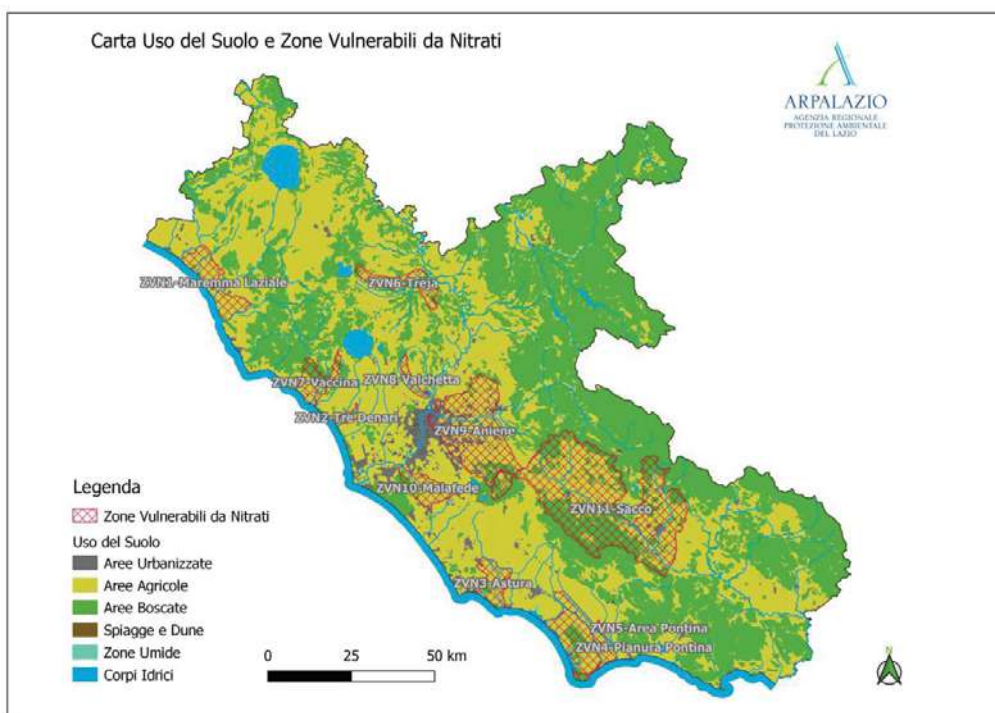 Carta Uso del Suolo e Zone Vulnerabili da Nitrati
ARPALAZIO
AGENZIA REGIONALE
PROTEZIONE AMBIENTALE
DEL LAZIO
ZVN1-Maremma Laziale
ZVN6-Treja
ZVN7-Vaccina
ZVN8-Valchetta
ZVN2-Tre Denari
ZVN9-Aniene
ZVN10-Malafede
ZVN11-Sacco
ZVN3-Astura
ZVN5-Area Pontina
ZVN4-Pianura Pontina
Legenda
Zone Vulnerabili da Nitrati
Uso del Suolo
Aree Urbanizzate
Aree Agricole
Aree Boscate
Spiagge e Dune
Zone Umide
Corpi Idrici
0 25 50 km
N